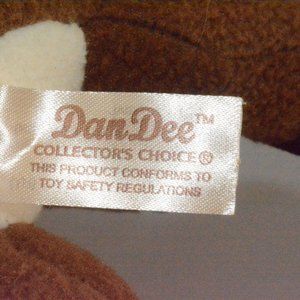 DanDee™
COLLECTOR'S CHOICE®
THIS PRODUCT CONFORMS TO
TOY SAFETY REGULATIONS